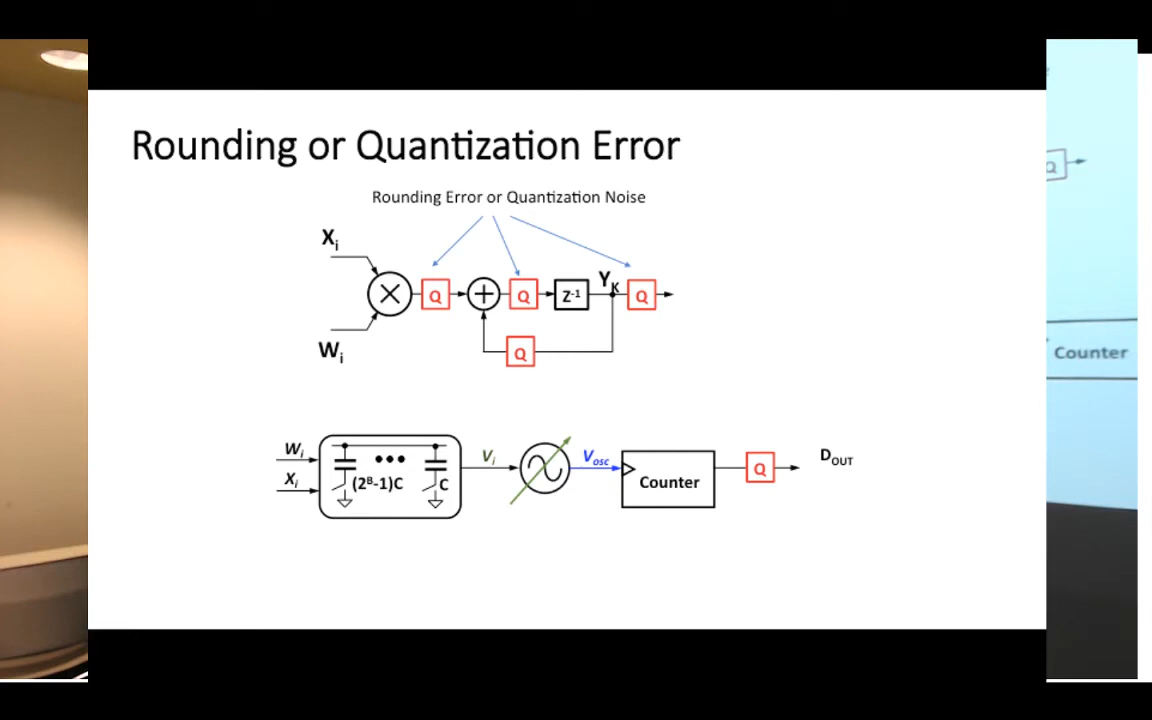 Rounding or Quantization Error
Rounding Error or Quantization Noise
Xi
Wi
Q
Q
Z-1
YK
Q
Q
Wi
Xi
(2B-1)C
C
Vi
Vosc
Counter
Q
DOUT
Q
Counter